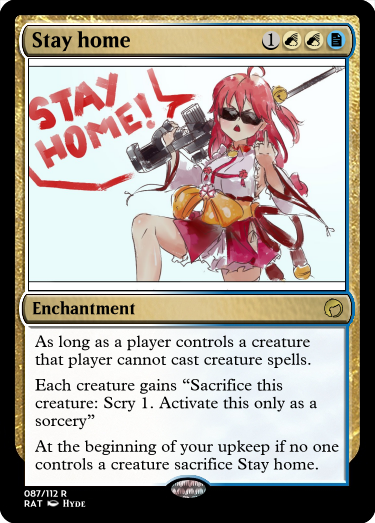 Stay home
1
STAY
HOME!
Enchantment
As long as a player controls a creature
that player cannot cast creature spells.
Each creature gains “Sacrifice this
creature: Scry 1. Activate this only as a
sorcery”
At the beginning of your upkeep if no one
controls a creature sacrifice Stay home.
087/112 R
RAT HYDE